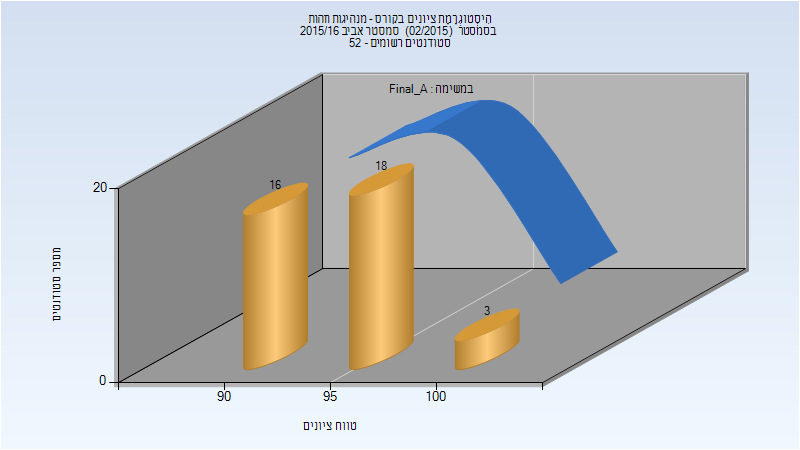 היסטוגרמת ציונים בקורס - מנהיגות וזהות
בסמסטר (02/2015) סמסטר אביב 2015/16
סטודנטים רשומים - 52
במשימה : Final_A
16
18
3
20
0
90
95
100
מספר סטודנטים
טווח ציונים